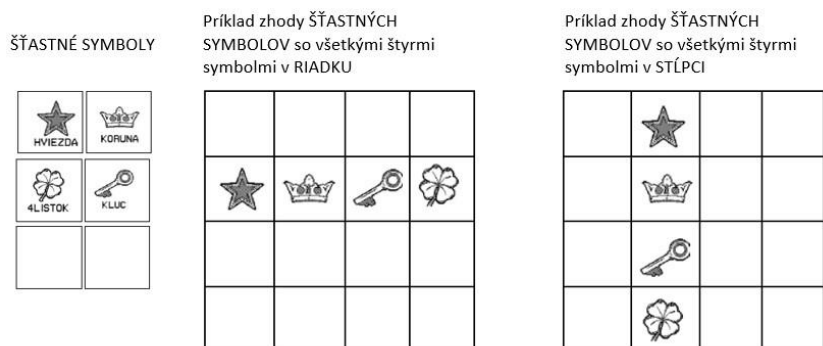 ŠŤASTNÉ SYMBOLY
HVIEZDA
KORUNA
4LISTOK
KLUC
Príklad zhody ŠŤASTNÝCH
SYMBOLOV so všetkými štyrmi
symbolmi v RIADKU
Príklad zhody ŠŤASTNÝCH
SYMBOLOV so všetkými štyrmi
symbolmi v STĹPCI